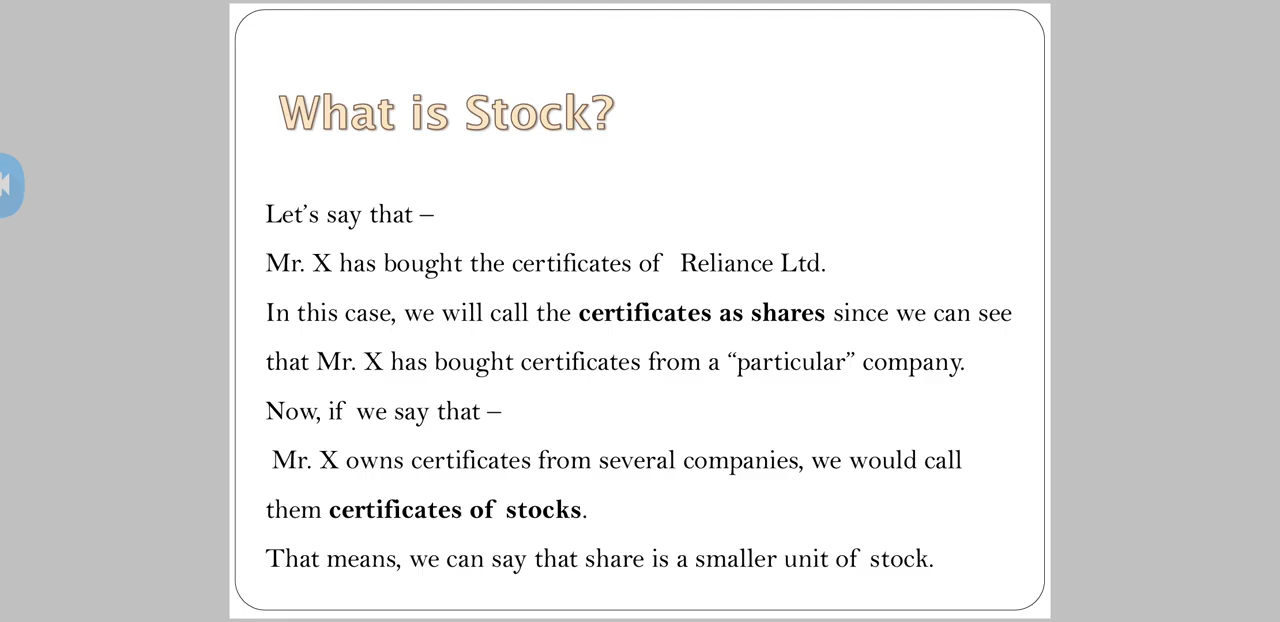 What is Stock?
Let’s say that –
Mr. X has bought the certificates of Reliance Ltd.
In this case, we will call the certificates as shares since we can see
that Mr. X has bought certificates from a “particular” company.
Now, if we say that –
Mr. X owns certificates from several companies, we would call
them certificates of stocks.
That means, we can say that share is a smaller unit of stock.